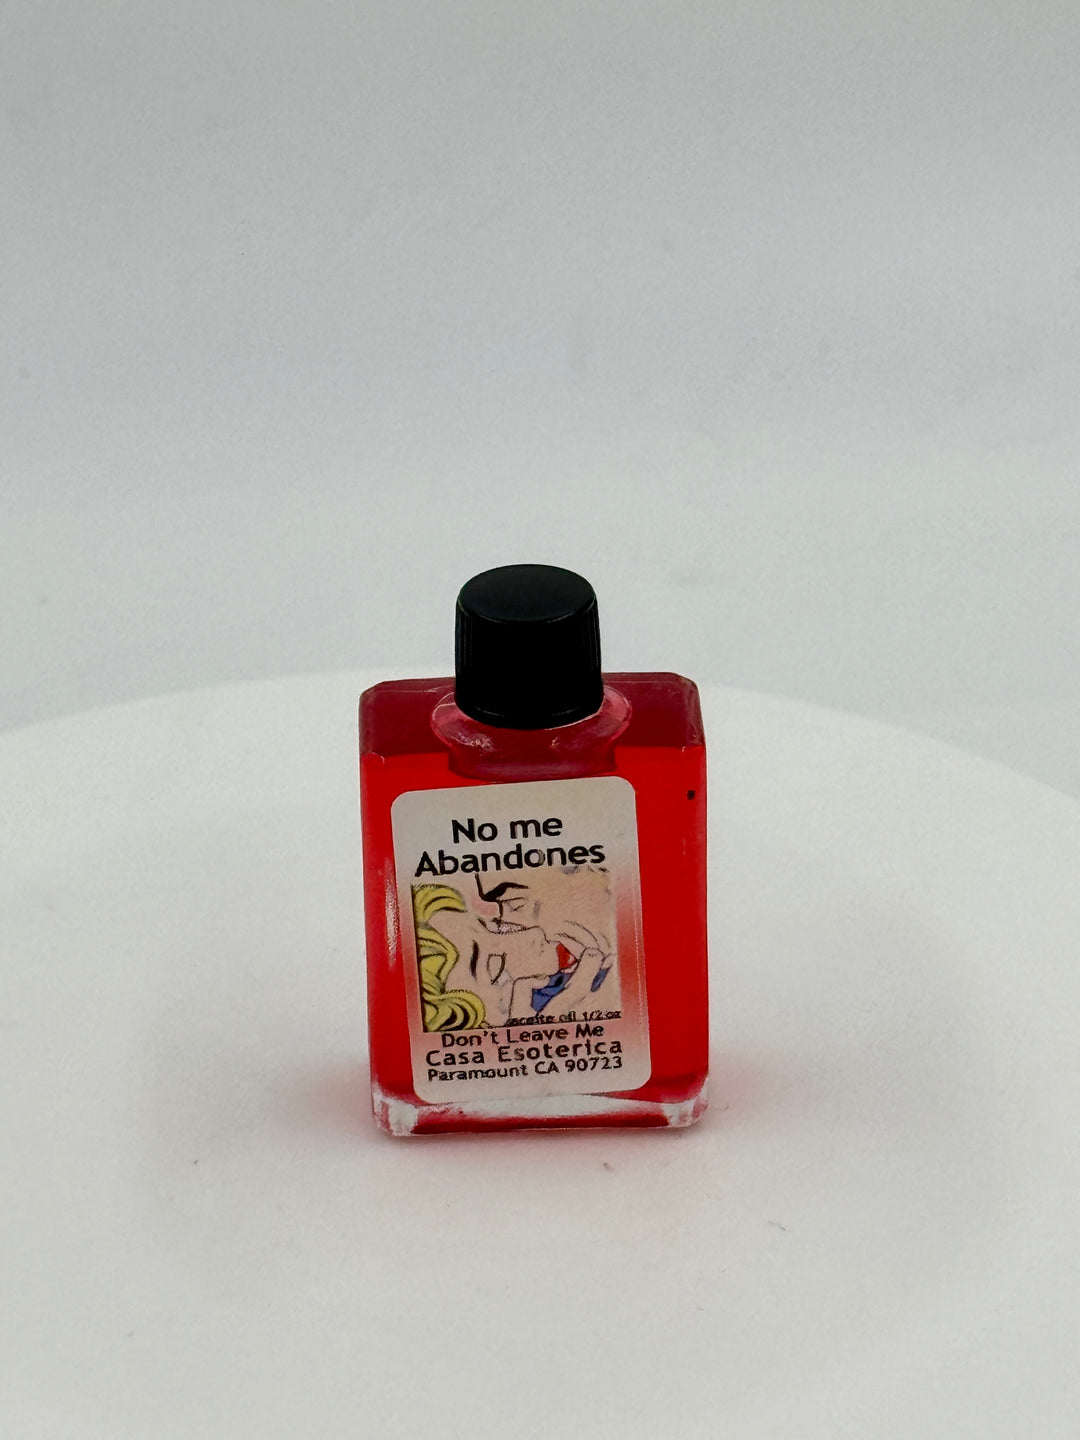 No me
Abandones
aceite oil 1/2 oz
Don't Leave Me
Casa Esoterica
Paramount CA 90723